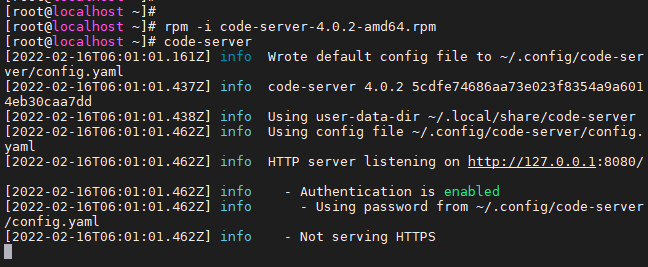 [root@localhost ~]#
[root@localhost ~]# rpm -i code-server-4.0.2-amd64.rpm
[root@localhost ~]# code-server
[2022-02-16T06:01:01.161Z] info  Wrote default config file to ~/.config/code-ser
ver/config.yaml
[2022-02-16T06:01:01.437Z] info  code-server 4.0.2 5cdfe74686aa73e023f8354a9a601
4eb30caa7dd
[2022-02-16T06:01:01.438Z] info  Using user-data-dir ~/.local/share/code-server
[2022-02-16T06:01:01.462Z] info  Using config file ~/.config/code-server/config.
yaml
[2022-02-16T06:01:01.462Z] info  HTTP server listening on http://127.0.0.1:8080/
[2022-02-16T06:01:01.462Z] info    - Authentication is enabled
[2022-02-16T06:01:01.462Z] info      - Using password from ~/.config/code-server
/config.yaml
[2022-02-16T06:01:01.462Z] info    - Not serving HTTPS